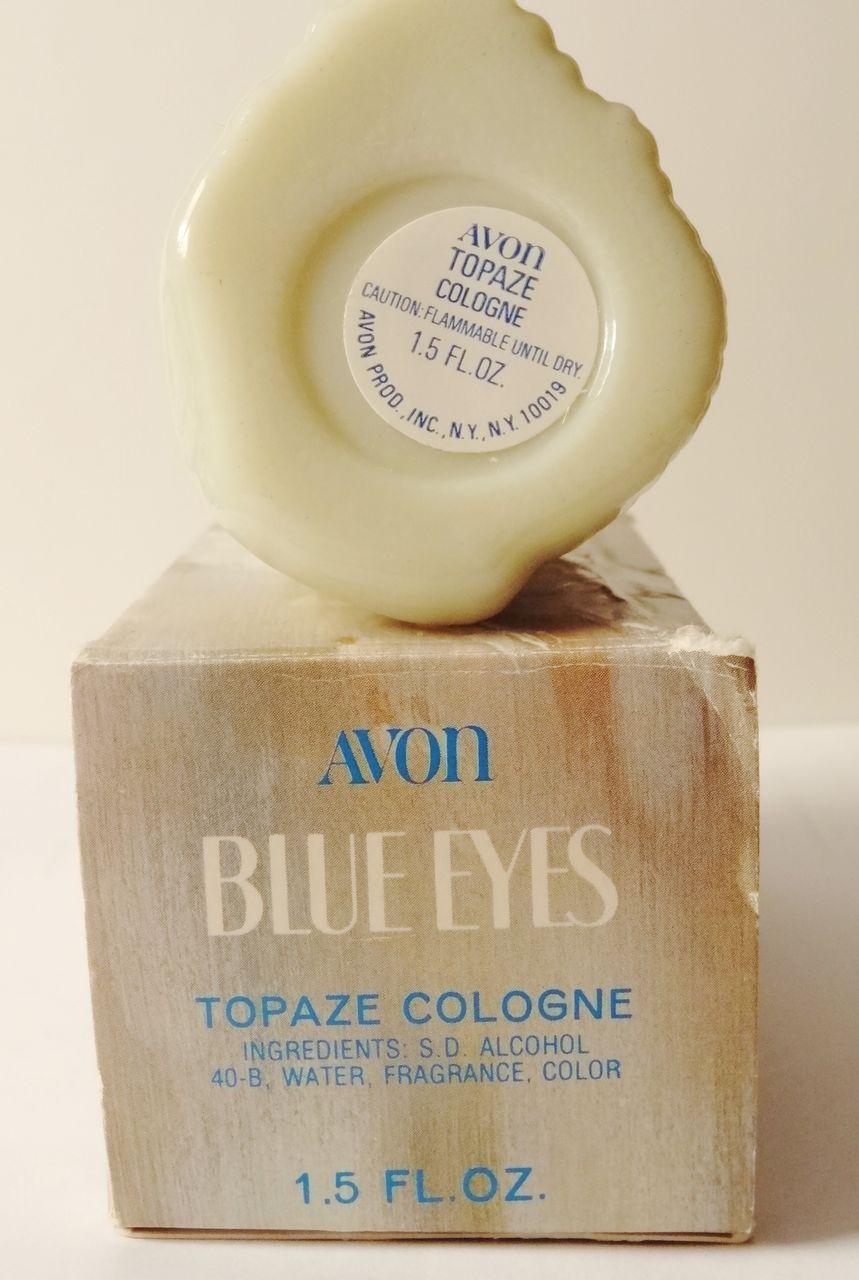 AVON
TOPAZE
COLOGNE
CAUTION: FLAMMABLE UNTIL DRY.
1.5 FL.OZ.
AVON PROD., INC., N.Y., N.Y. 10019
AVON
BLUE EYES
TOPAZE COLOGNE
INGREDIENTS: S.D. ALCOHOL
40-B, WATER, FRAGRANCE, COLOR
1.5 FL.OZ.